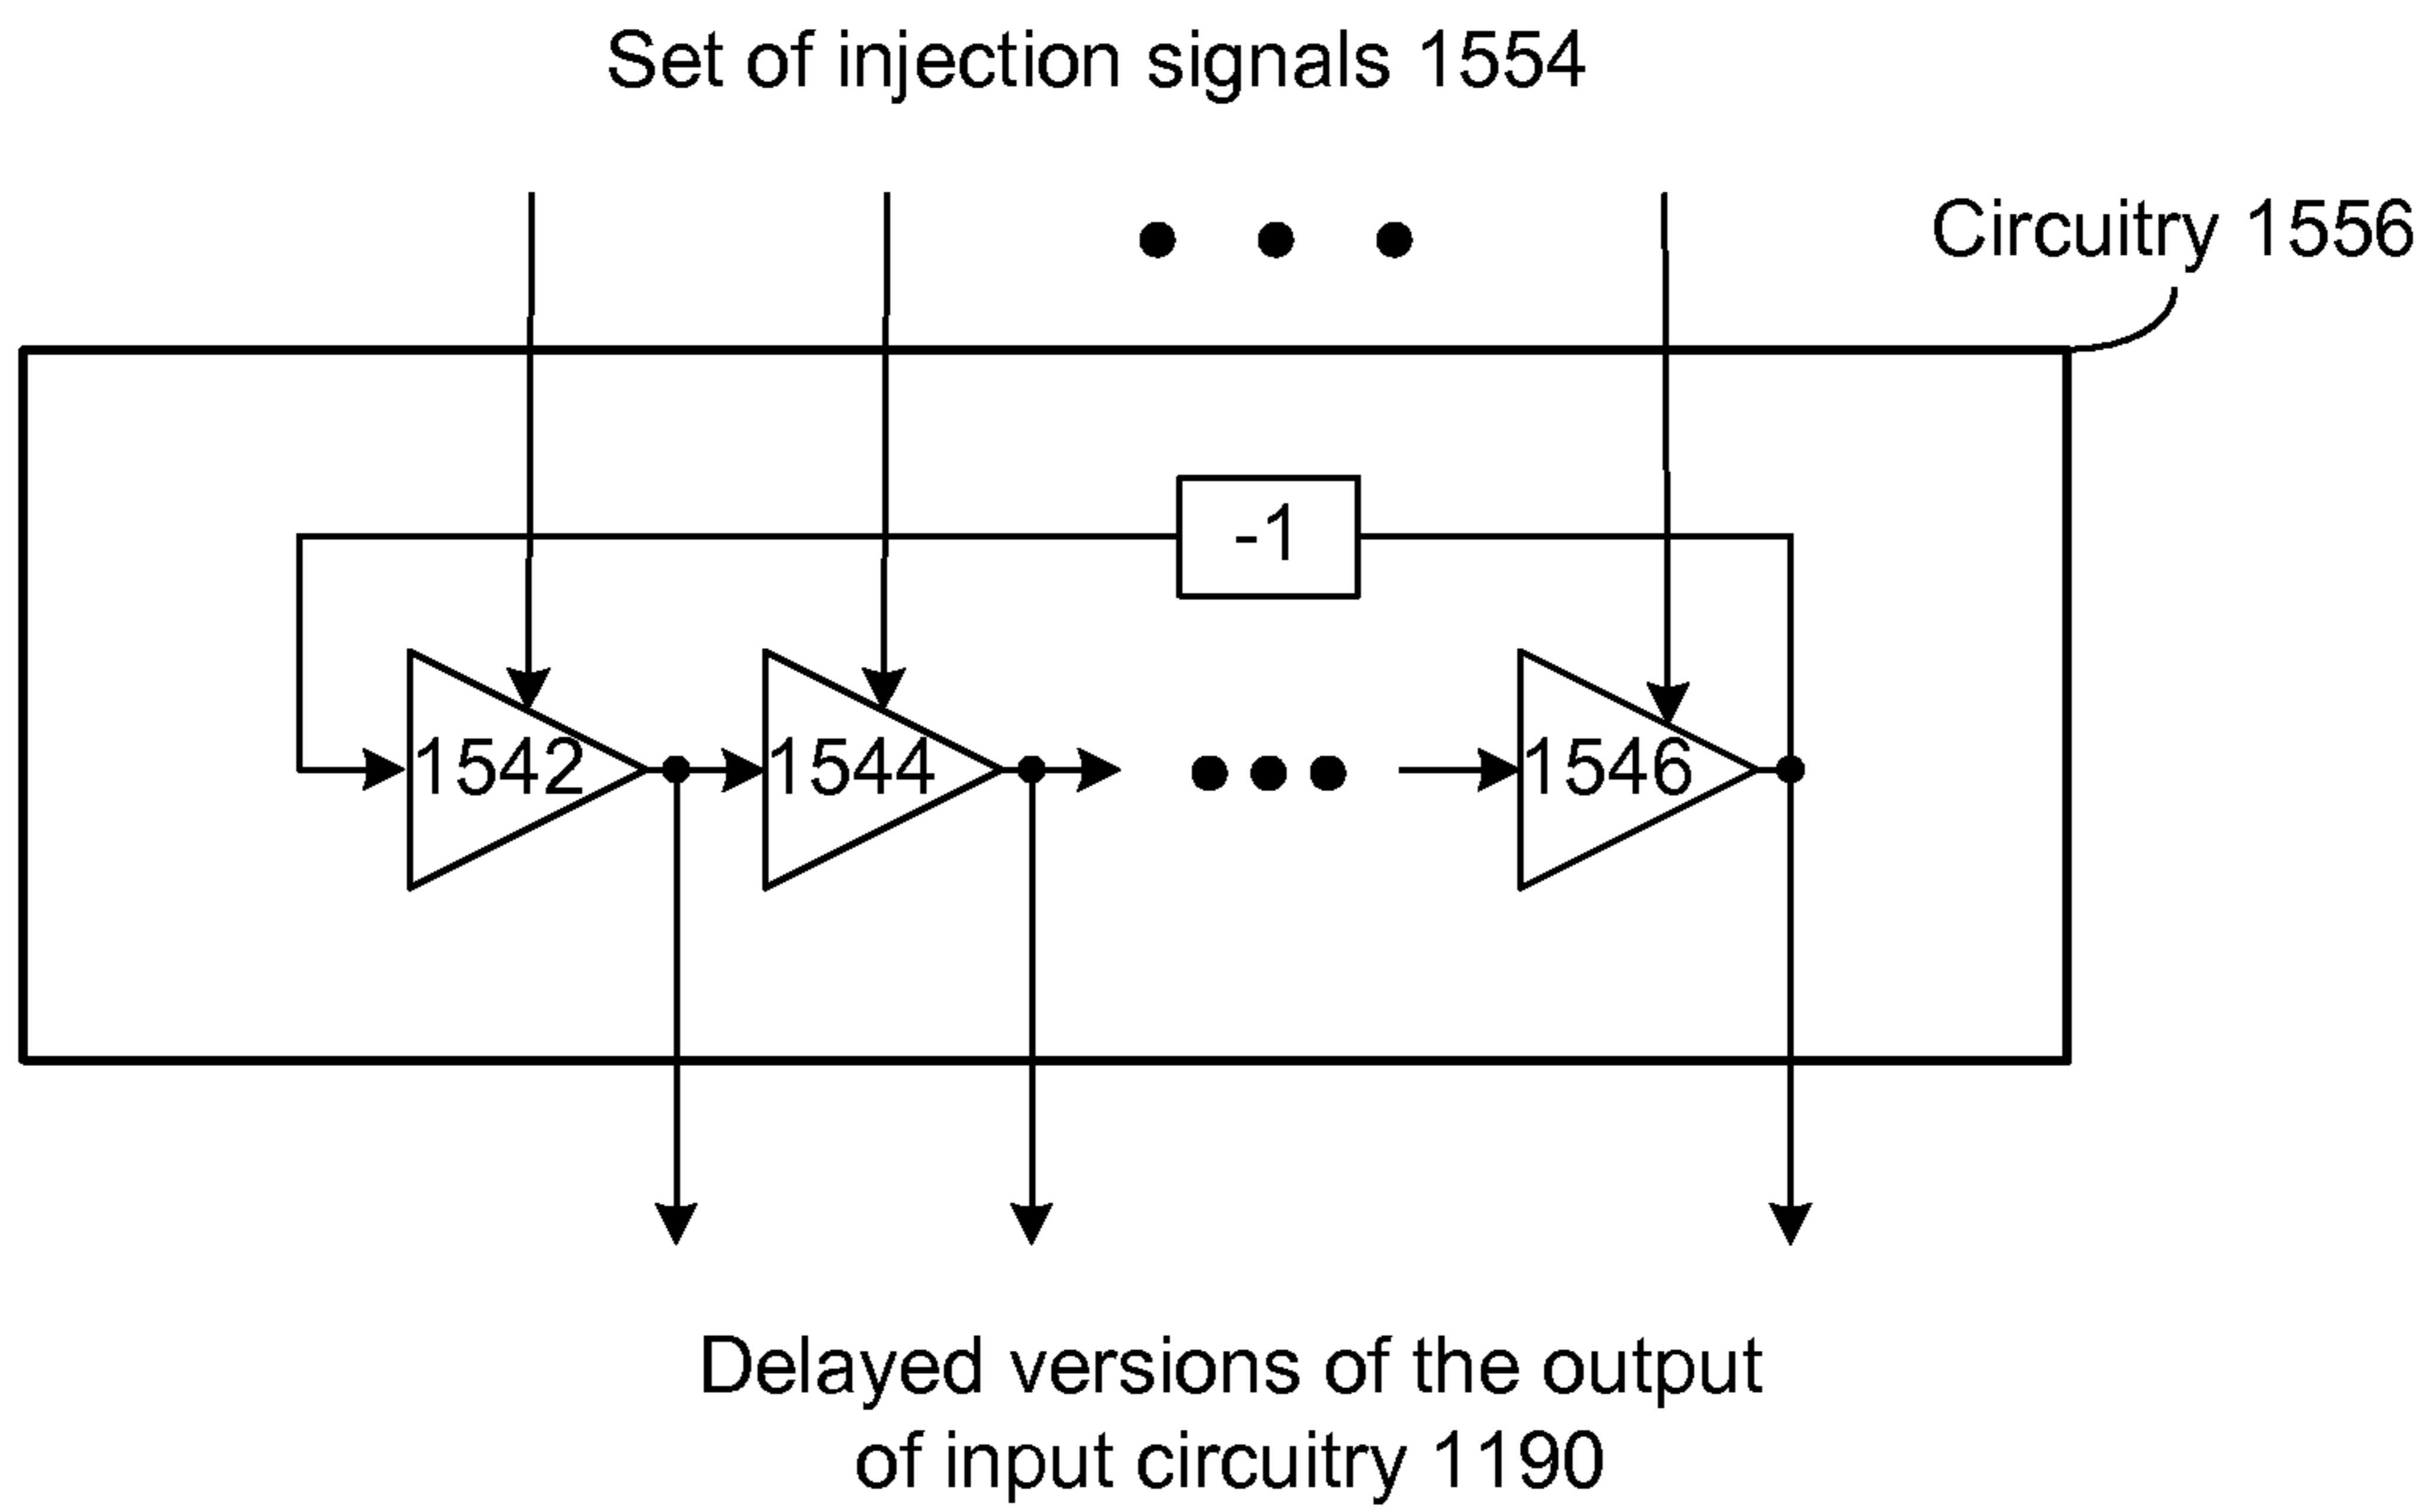 Set of injection signals 1554
Circuitry 1556
-1
1542
1544
1546
Delayed versions of the output
of input circuitry 1190